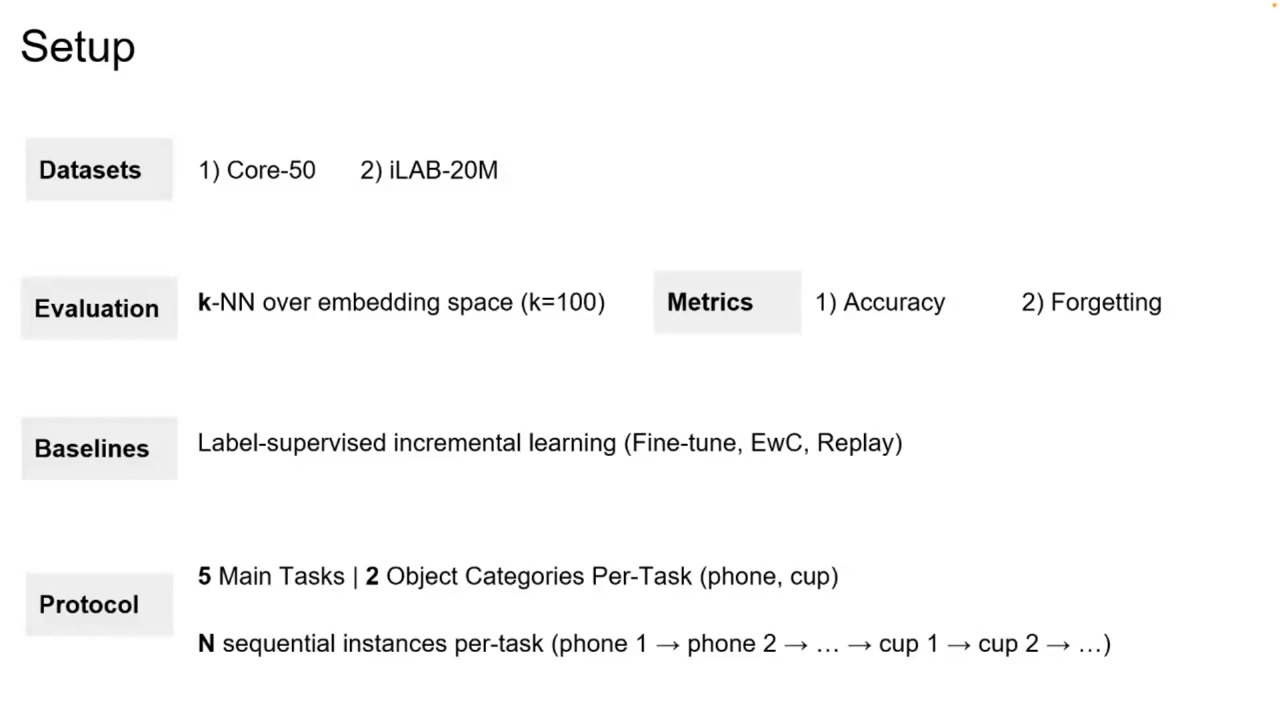 Setup
Datasets 1) Core-50 2) iLAB-20M
Evaluation k-NN over embedding space (k=100) Metrics 1) Accuracy 2) Forgetting
Baselines Label-supervised incremental learning (Fine-tune, EwC, Replay)
5 Main Tasks | 2 Object Categories Per-Task (phone, cup)
Protocol
N sequential instances per-task (phone 1 → phone 2 → … → cup 1 → cup 2 → …)